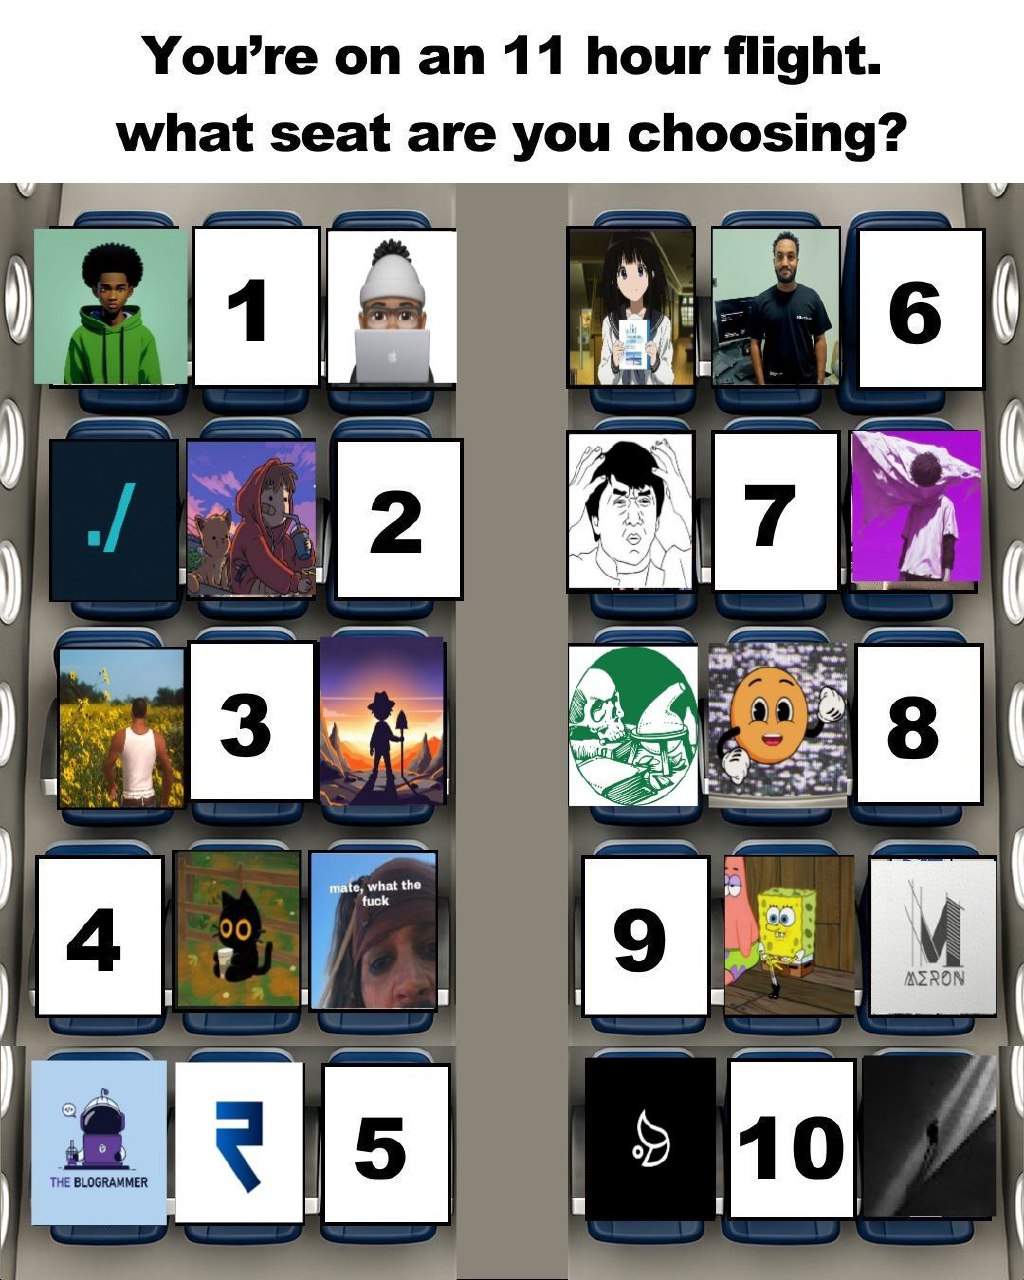 You’re on an 11 hour flight.
what seat are you choosing?
1
6
./
2
7
3
8
4
mate, what the
fuck
9
M
MERON
THE BLOGRAMMER
5
10